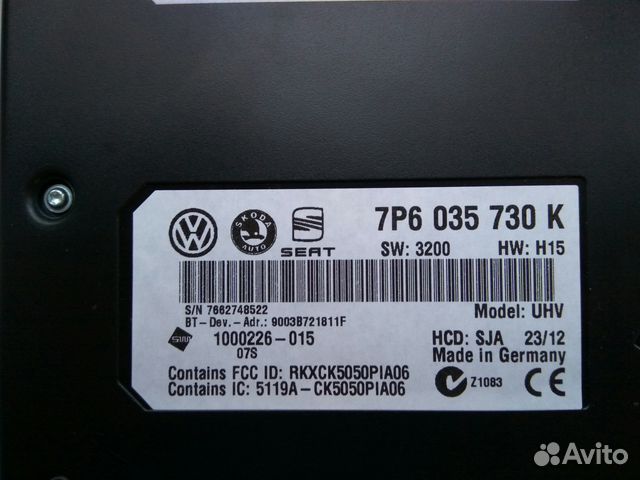 VW
SKODA
AUTO
SEAT
7P6 035 730 K
SW: 3200 HW: H15
S/N 7662748522
BT-Dev.-Adr.: 9003B721811F
Model: UHV
SW
1000226-015
07S
HCD: SJA 23/12
Made in Germany
Contains FCC ID: RKXCK5050PIA06
Contains IC: 5119A-CK5050PIA06
Z1083
CE
Avito